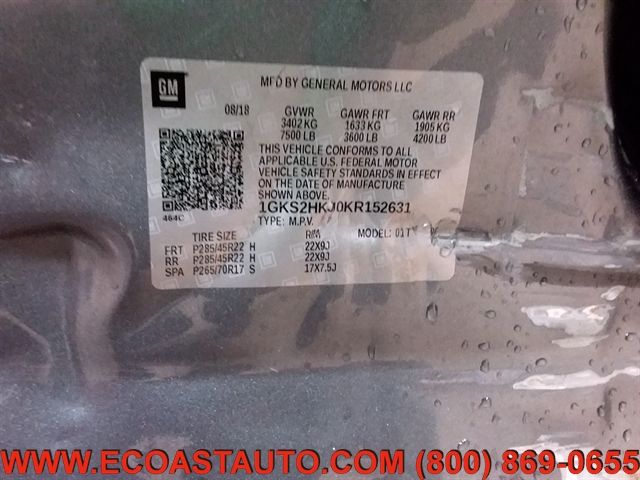 GM
MFD BY GENERAL MOTORS LLC
08/18 GVWR GAWR FRT GAWR RR
3402 KG 1633 KG 1905 KG
7500 LB 3600 LB 4200 LB
THIS VEHICLE CONFORMS TO ALL
APPLICABLE U.S. FEDERAL MOTOR
VEHICLE SAFETY STANDARDS IN EFFECT
ON THE DATE OF MANUFACTURE
SHOWN ABOVE.
1GKS2HKJ0KR152631
464C TYPE: M.P.V. MODEL: 01T
TIRE SIZE RIM
FRT P285/45R22 H 22X9J
RR P285/45R22 H 22X9J
SPA P265/70R17 S 17X7.5J
WWW.ECOASTAUTO.COM (800) 869-0655